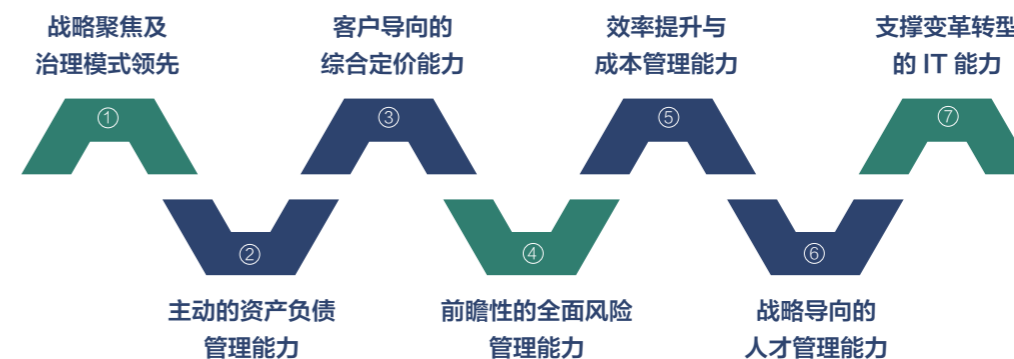 战略聚焦及
治理模式领先
①
主动的资产负债
管理能力
②
客户导向的
综合定价能力
③
前瞻性的全面风险
管理能力
④
效率提升与
成本管理能力
⑤
战略导向的
人才管理能力
⑥
支撑变革转型
的 IT 能力
⑦